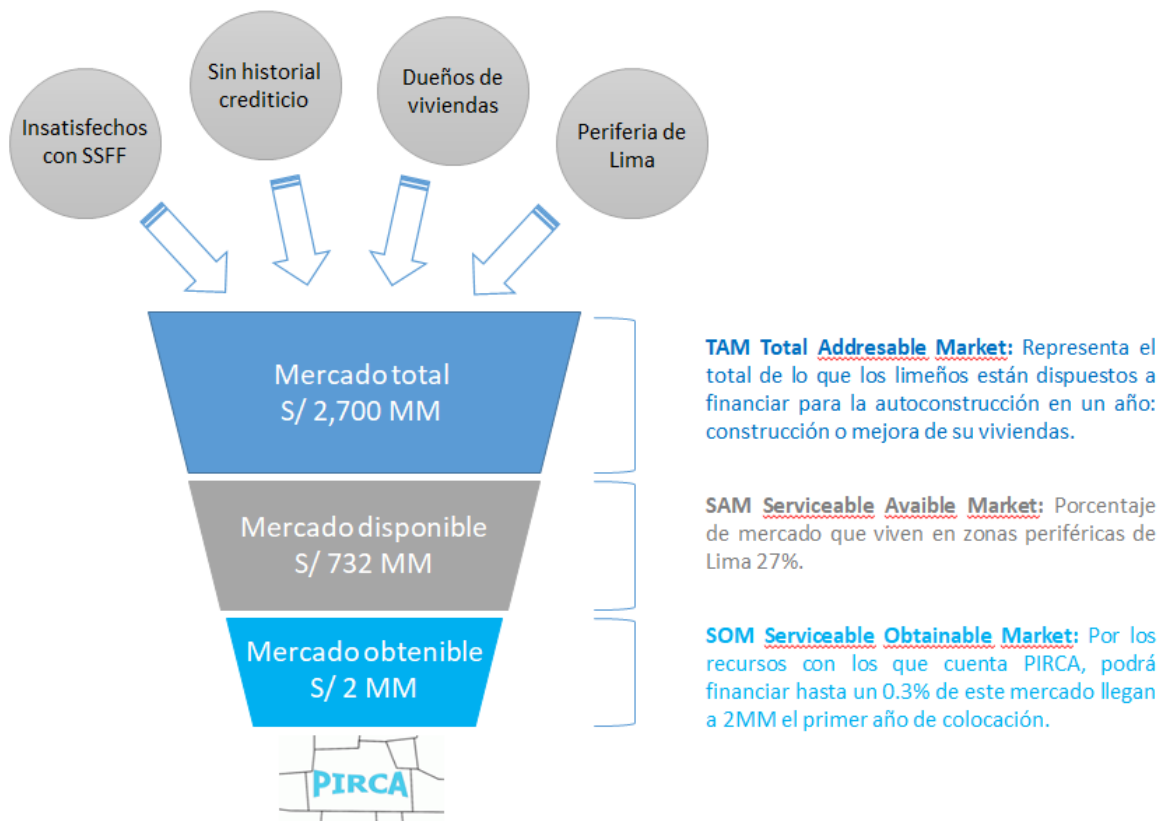 Insatisfechos
con SSFF
Sin historial
crediticio
Dueños de
viviendas
Periferia de
Lima
Mercado total
S/ 2,700 MM
TAM Total Addresable Market: Representa el
total de lo que los limeños están dispuestos a
financiar para la autoconstrucción en un año:
construcción o mejora de su viviendas.
Mercado disponible
S/ 732 MM
SAM Serviceable Avaible Market: Porcentaje
de mercado que viven en zonas periféricas de
Lima 27%.
Mercado obtenible
S/ 2 MM
SOM Serviceable Obtainable Market: Por los
recursos con los que cuenta PIRCA, podrá
financiar hasta un 0.3% de este mercado llegan
a 2MM el primer año de colocación.
PIRCA